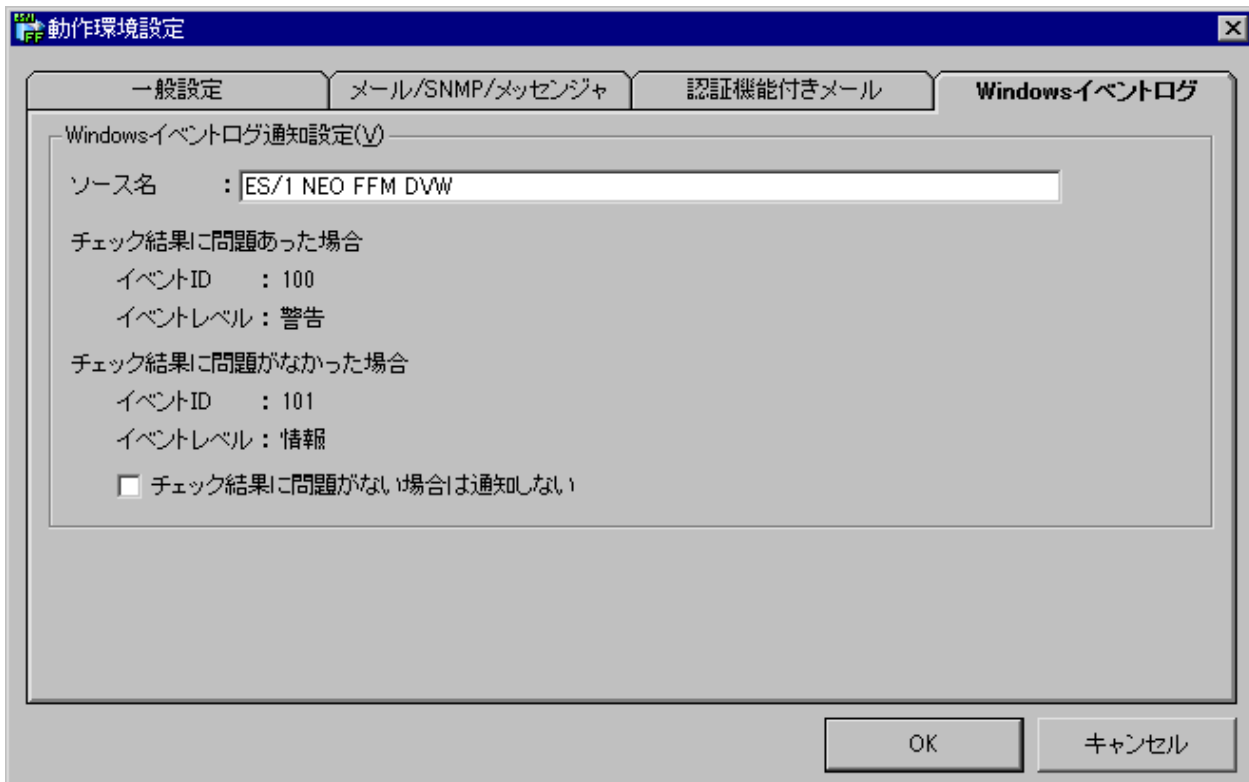 ES/1 FF 動作環境設定
一般設定 メール/SNMP/メッセンジャ 認証機能付きメール Windowsイベントログ
Windowsイベントログ通知設定(V)
ソース名 : ES/1 NEO FFM DVW
チェック結果に問題あった場合
イベントID : 100
イベントレベル : 警告
チェック結果に問題がなかった場合
イベントID : 101
イベントレベル : 情報
チェック結果に問題がない場合は通知しない
OK キャンセル